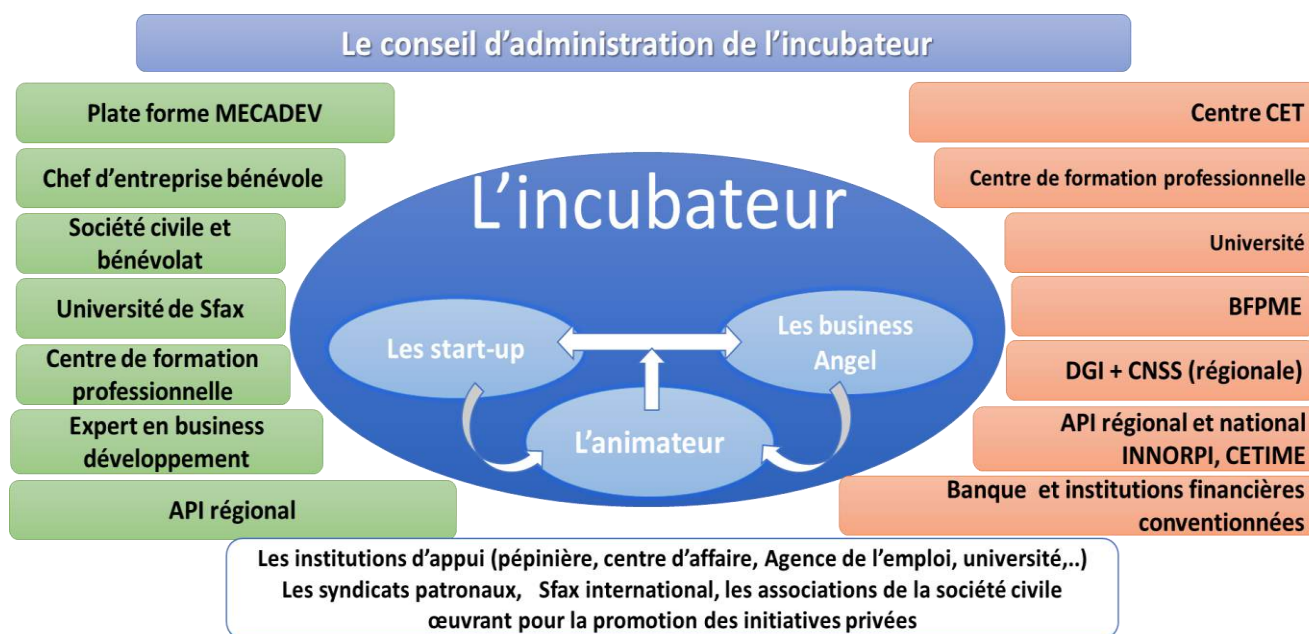 Le conseil d'administration de l'incubateur
Plate forme MECADEV
Chef d'entreprise bénévole
Société civile et
bénévolat
Université de Sfax
Centre de formation
professionnelle
Expert en business
développement
API régional
L'incubateur
Les start-up
Les business
Angel
L'animateur
Centre CET
Centre de formation professionnelle
Université
BFPME
DGI + CNSS (régionale)
API régional et national
INNORPI, CETIME
Banque et institutions financières
conventionnées
Les institutions d'appui (pépinière, centre d'affaire, Agence de l'emploi, université,..)
Les syndicats patronaux, Sfax international, les associations de la société civile
œuvrant pour la promotion des initiatives privées